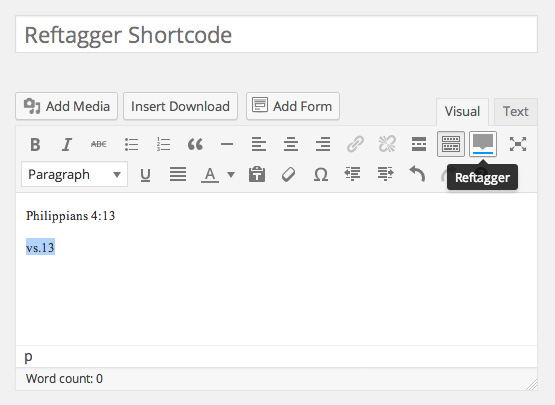 Reftagger Shortcode
Add Media Insert Download Add Form Visual Text
B I ABC
Paragraph U A T Ω
Reftagger
Philippians 4:13
vs.13
p
Word count: 0